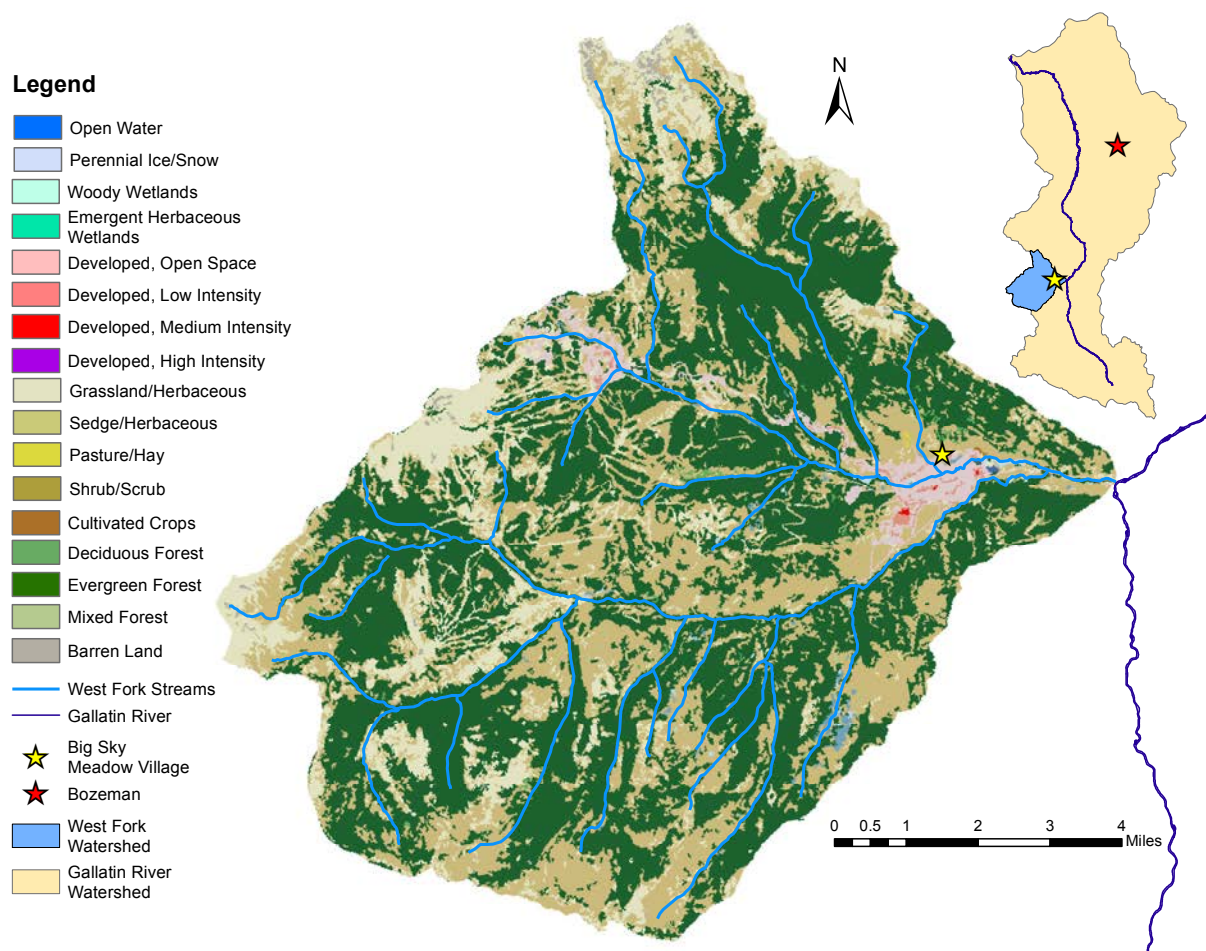 Legend
Open Water
Perennial Ice/Snow
Woody Wetlands
Emergent Herbaceous
Wetlands
Developed, Open Space
Developed, Low Intensity
Developed, Medium Intensity
Developed, High Intensity
Grassland/Herbaceous
Sedge/Herbaceous
Pasture/Hay
Shrub/Scrub
Cultivated Crops
Deciduous Forest
Evergreen Forest
Mixed Forest
Barren Land
West Fork Streams
Gallatin River
Big Sky
Meadow Village
Bozeman
West Fork
Watershed
Gallatin River
Watershed
N
0 0.5 1 2 3 4
Miles